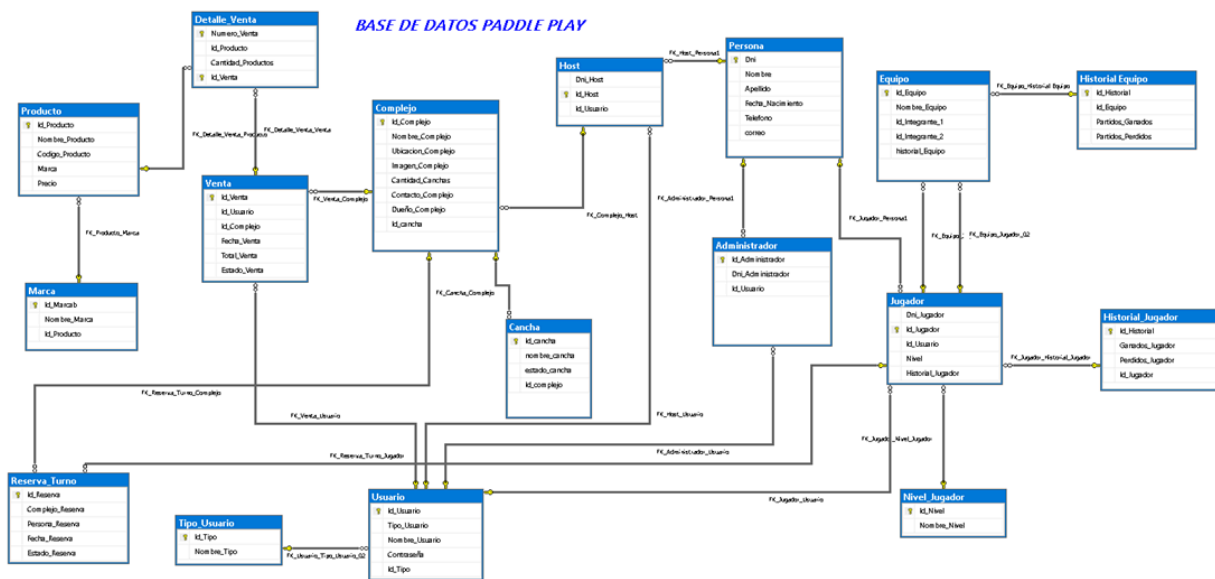 BASE DE DATOS PADDLE PLAY
Detalle_Venta
Numero_Venta
Id_Producto
Cantidad_Productos
Id_Venta
Producto
Id_Producto
Nombre_Producto
Codigo_Producto
Marca
Precio
FK_Detalle_Venta_Producto
FK_Detalle_Venta_Venta
Venta
Id_Venta
Id_Usuario
Id_Complejo
Fecha_Venta
Total_Venta
Estado_Venta
FK_Venta_Complejo
FK_Producto_Marca
Marca
Id_Marcab
Nombre_Marca
Id_Producto
Complejo
Id_Complejo
Nombre_Complejo
Ubicacion_Complejo
Imagen_Complejo
Cantidad_Canchas
Contacto_Complejo
Dueño_Complejo
Id_cancha
FK_Complejo_Host
Host
Dni_Host
Id_Host
Id_Usuario
FK_Host_Persona1
Persona
Dni
Nombre
Apellido
Fecha_Nacimiento
Telefono
correo
FK_Administrador_Persona1
FK_Jugador_Persona1
Equipo
Id_Equipo
Nombre_Equipo
Id_Integrante_1
Id_Integrante_2
historial_Equipo
FK_Equipo_Historial Equipo
Historial Equipo
Id_Historial
Id_Equipo
Partidos_Ganados
Partidos_Perdidos
FK_Equipo_Jugador_02
Administrador
Id_Administrador
Dni_Administrador
Id_Usuario
Jugador
Dni_Jugador
Id_Jugador
Id_Usuario
Nivel
Historial_Jugador
FK_Jugador_Historial_Jugador
Historial_Jugador
Id_Historial
Ganados_Jugador
Perdidos_Jugador
Id_Jugador
FK_Cancha_Complejo
Cancha
Id_cancha
nombre_cancha
estado_cancha
Id_complejo
FK_Reserva_Turno_Complejo
FK_Venta_Usuario
FK_Host_Usuario
FK_Reserva_Turno_Jugador
FK_Administrador_Usuario
FK_Jugador_Nivel_Jugador
FK_Jugador_Usuario
Reserva_Turno
Id_Reserva
Complejo_Reserva
Persona_Reserva
Fecha_Reserva
Estado_Reserva
Tipo_Usuario
Id_Tipo
Nombre_Tipo
FK_Usuario_Tipo_Usuario_02
Usuario
Id_Usuario
Tipo_Usuario
Nombre_Usuario
Contraseña
Id_Tipo
Nivel_Jugador
Id_Nivel
Nombre_Nivel